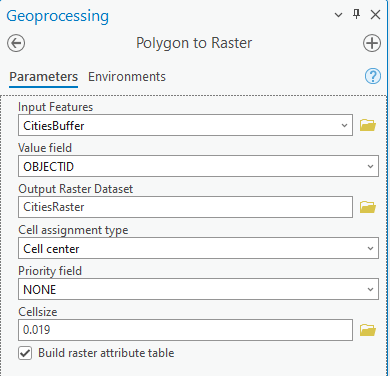 Geoprocessing
Polygon to Raster
Parameters Environments
Input Features
CitiesBuffer
Value field
OBJECTID
Output Raster Dataset
CitiesRaster
Cell assignment type
Cell center
Priority field
NONE
Cellsize
0.019
Build raster attribute table